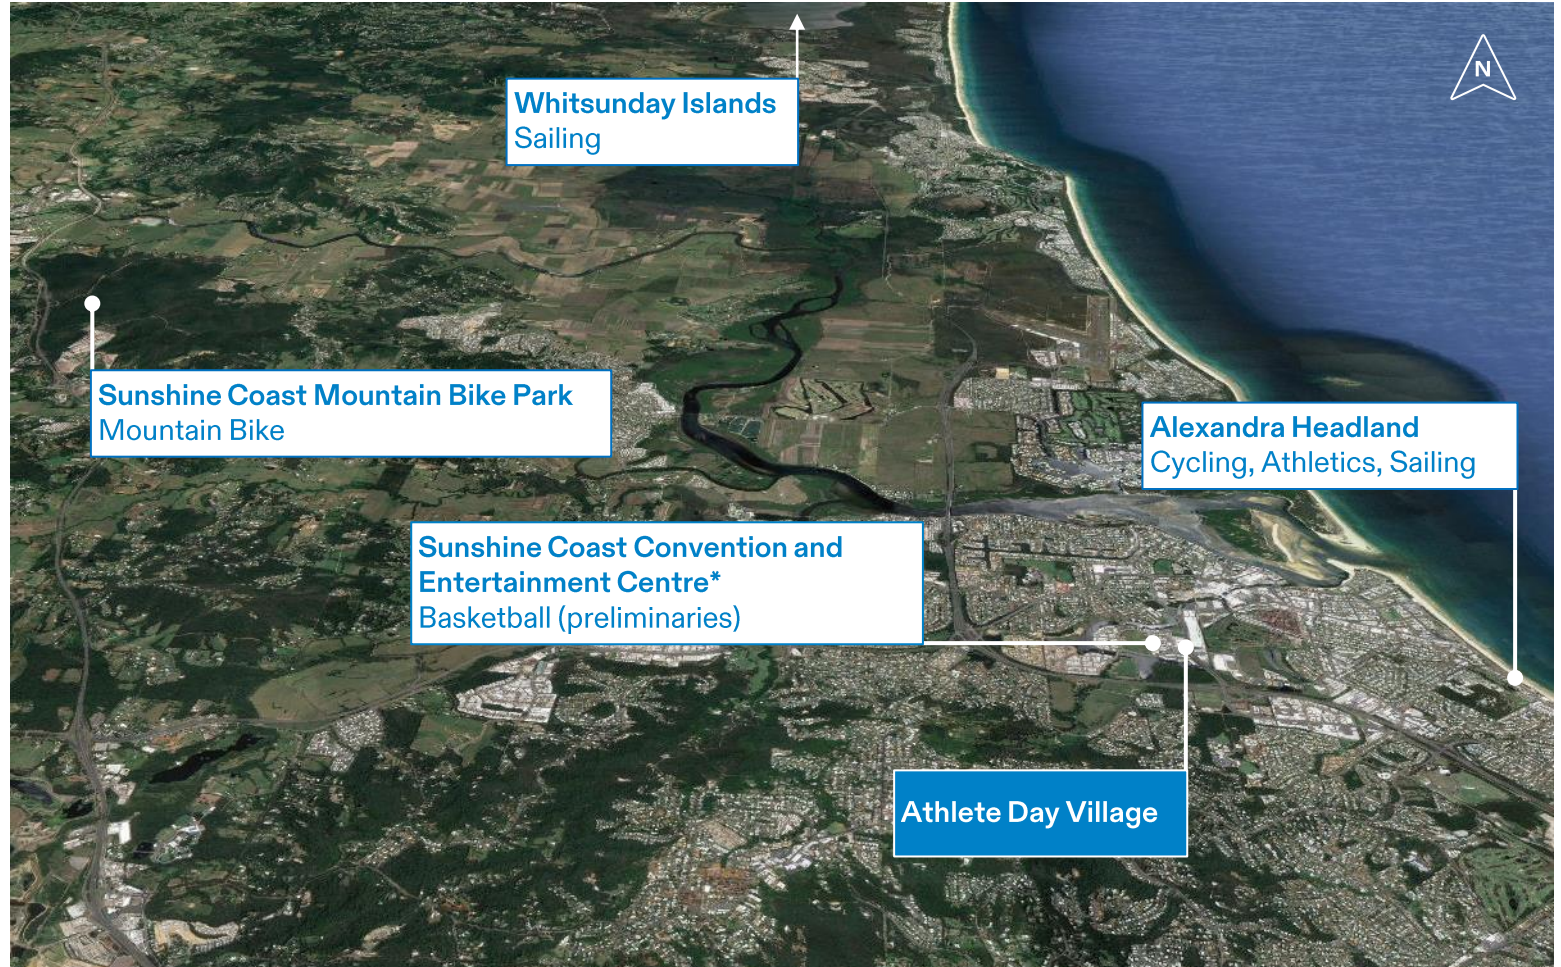 Whitsunday Islands
Sailing
N
Sunshine Coast Mountain Bike Park
Mountain Bike
Alexandra Headland
Cycling, Athletics, Sailing
Sunshine Coast Convention and
Entertainment Centre*
Basketball (preliminaries)
Athlete Day Village